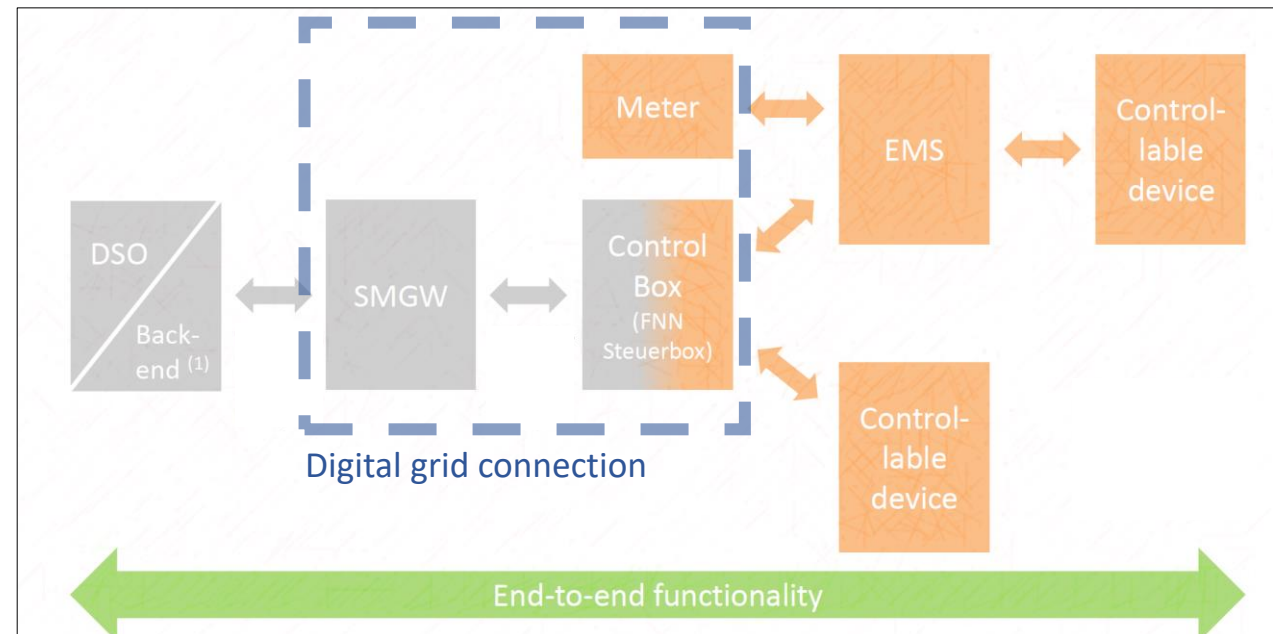 Meter
EMS
Control-
lable
device
DSO
Back-
end (1)
SMGW
Control
Box
(FNN
Steuerbox)
Control-
lable
device
Digital grid connection
End-to-end functionality